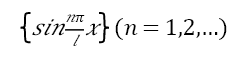 {sin nπ/l x} (n = 1,2,…)